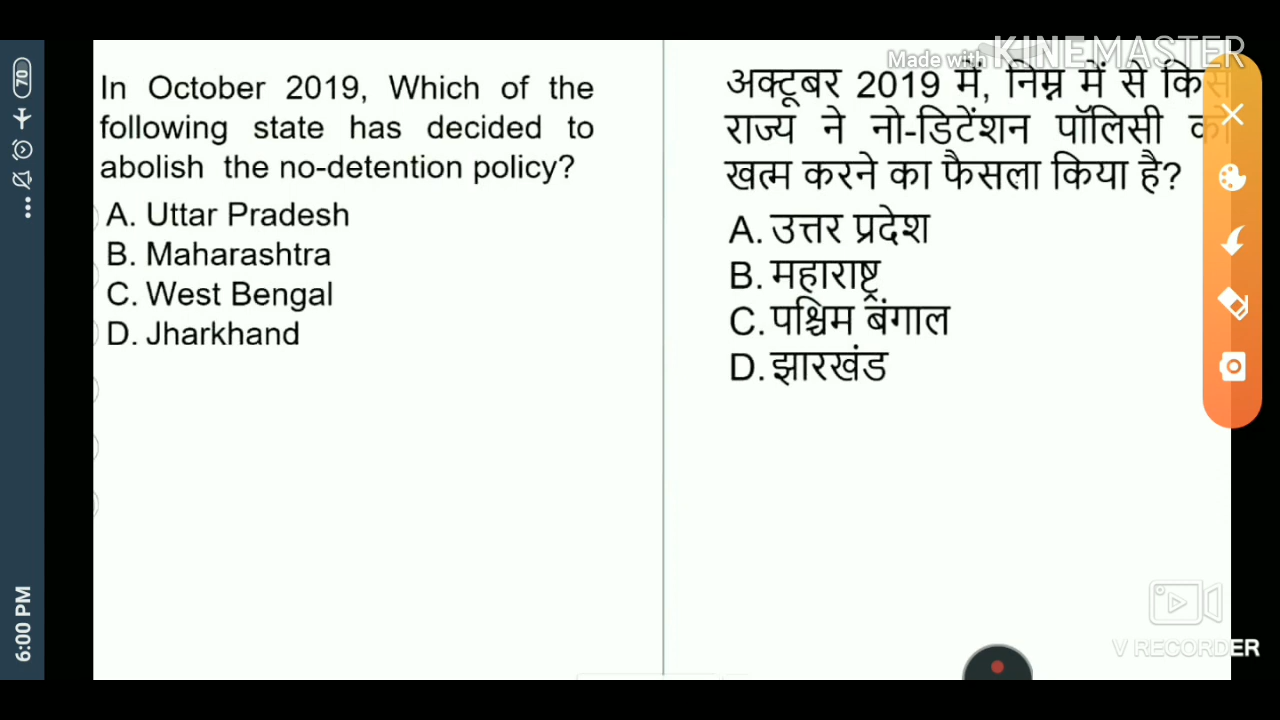 Made with KINEMASTER
70
6:00 PM
In October 2019, Which of the
following state has decided to
abolish the no-detention policy?
A. Uttar Pradesh
B. Maharashtra
C. West Bengal
D. Jharkhand
अक्टूबर 2019 में, निम्न में से किस
राज्य ने नो-डिटेंशन पॉलिसी को
खत्म करने का फैसला किया है?
A. उत्तर प्रदेश
B. महाराष्ट्र
C. पश्चिम बंगाल
D. झारखंड
V RECORDER